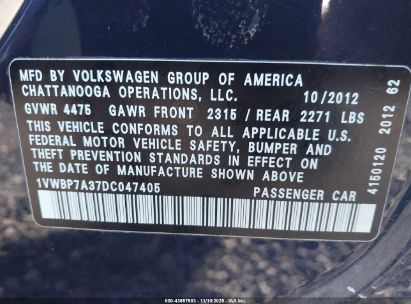 MFD BY VOLKSWAGEN GROUP OF AMERICA
CHATTANOOGA OPERATIONS, LLC. 10/2012
GVWR 4475 GAWR FRONT 2315 / REAR 2271 LBS
THIS VEHICLE CONFORMS TO ALL APPLICABLE U.S.
FEDERAL MOTOR VEHICLE SAFETY, BUMPER AND
THEFT PREVENTION STANDARDS IN EFFECT ON
THE DATE OF MANUFACTURE SHOWN ABOVE.
1VWBP7A37DC047405 PASSENGER CAR
4150120 2012 62